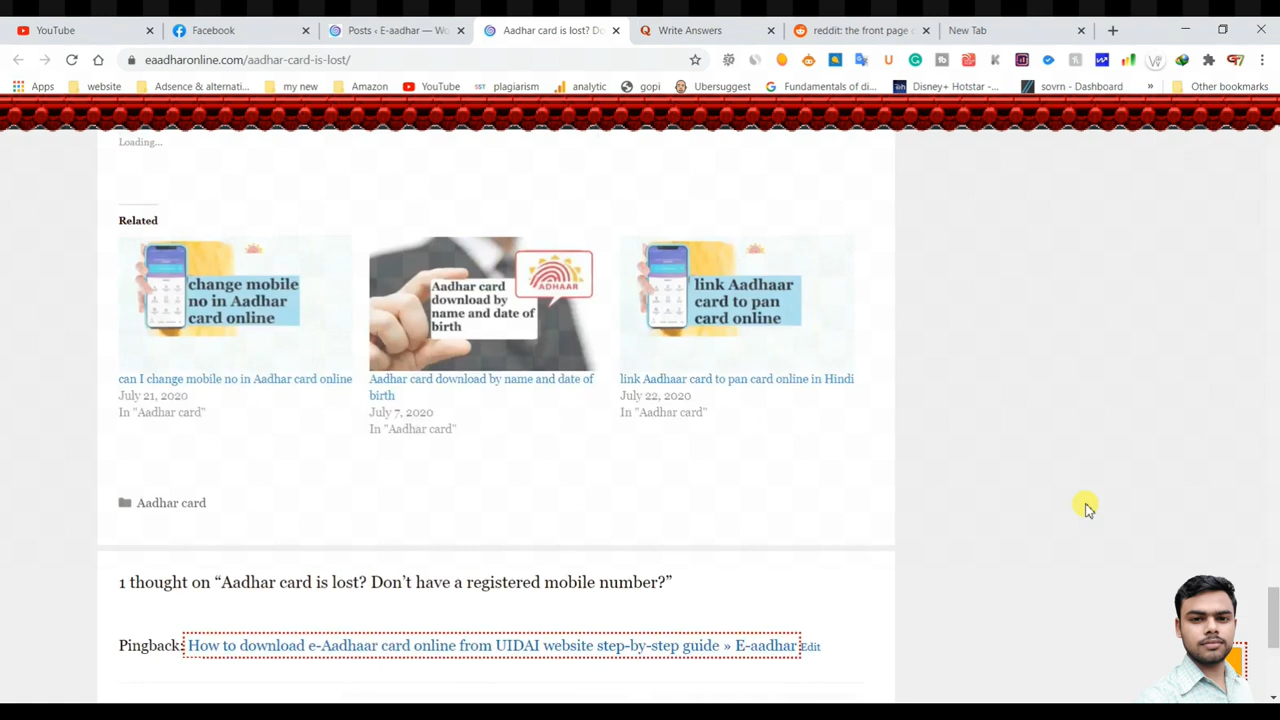 YouTube
Facebook
Posts ‹ E-aadhar — Wo
Aadhar card is lost? Do
Write Answers
reddit: the front page o
New Tab
eaadharonline.com/aadhar-card-is-lost/
Apps
website
Adsence & alternati...
my new
Amazon
YouTube
SST
plagiarism
analytic
gopi
Ubersuggest
Fundamentals of di...
Disney+ Hotstar -...
sovrn - Dashboard
»
Other bookmarks
Loading...
Related
change mobile
no in Aadhar
card online
Aadhar card
download by
name and date of
birth
ADHAAR
link Aadhaar
card to pan
card online
can I change mobile no in Aadhar card online
July 21, 2020
In "Aadhar card"
Aadhar card download by name and date of
birth
July 7, 2020
In "Aadhar card"
link Aadhaar card to pan card online in Hindi
July 22, 2020
In "Aadhar card"
Aadhar card
1 thought on “Aadhar card is lost? Don’t have a registered mobile number?”
Pingback: How to download e-Aadhaar card online from UIDAI website step-by-step guide » E-aadhar Edit